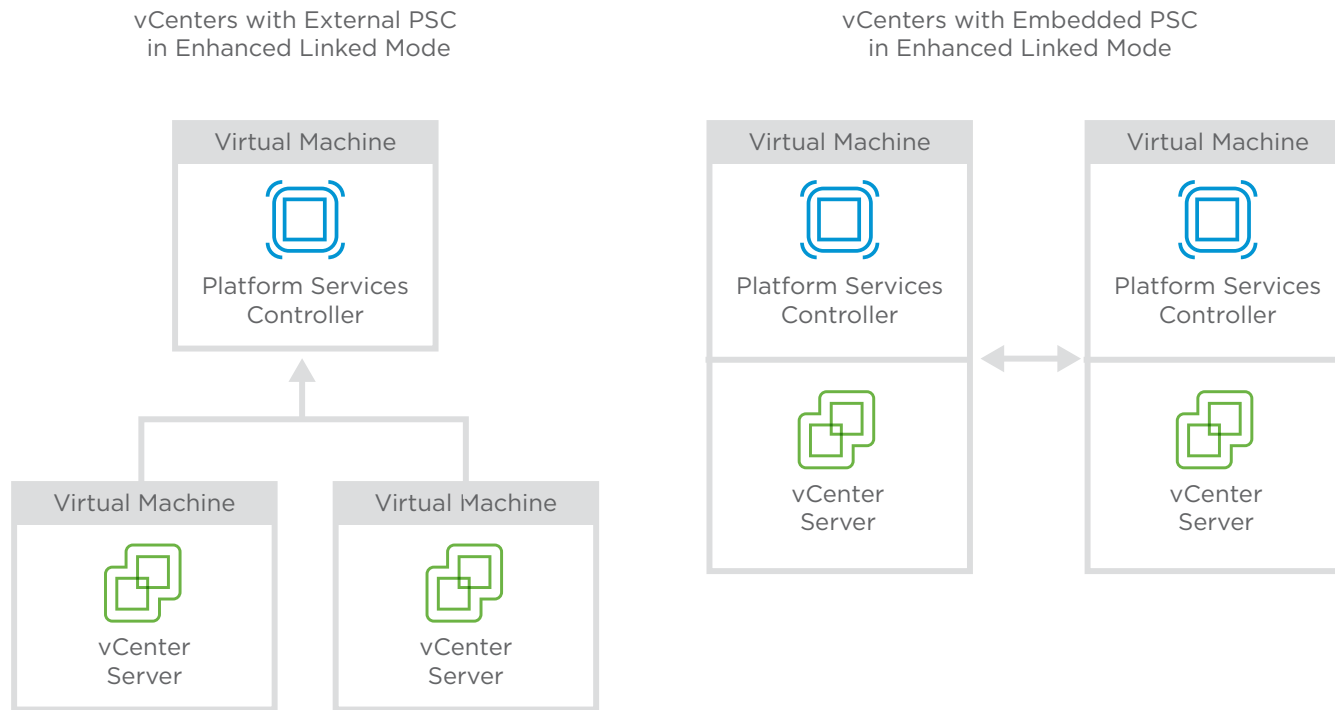 vCenters with External PSC
in Enhanced Linked Mode
Virtual Machine
Platform Services
Controller
Virtual Machine
vCenter
Server
Virtual Machine
vCenter
Server
vCenters with Embedded PSC
in Enhanced Linked Mode
Virtual Machine
Platform Services
Controller
vCenter
Server
Virtual Machine
Platform Services
Controller
vCenter
Server